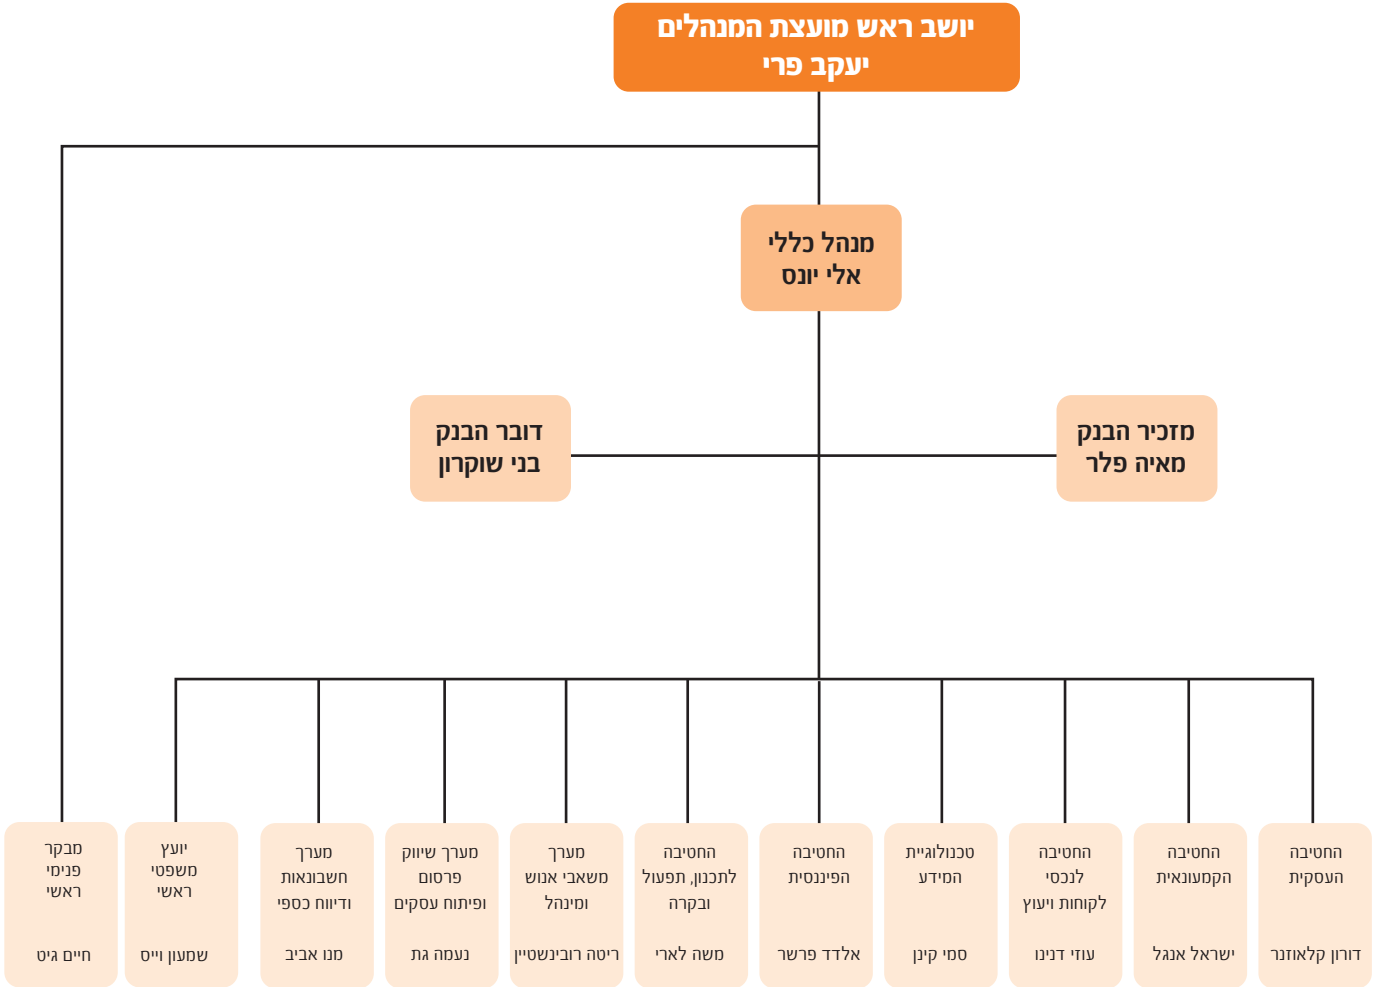 יושב ראש מועצת המנהלים
יעקב פרי
מנהל כללי
אלי יונס
מזכיר הבנק
מאיה פלר
דובר הבנק
בני שוקרון
החטיבה
העסקית
דורון קלאוזנר
החטיבה
הקמעונאית
ישראל אנגל
החטיבה
לנכסי
לקוחות ויעוץ
עוזי דנינו
טכנולוגיית
המידע
סמי קינן
החטיבה
הפיננסית
אלדד פרשר
החטיבה
לתכנון, תפעול
ובקרה
משה לארי
מערך
משאבי אנוש
ומינהל
ריטה רובינשטיין
מערך שיווק
פרסום
ופיתוח עסקים
נעמה גת
מערך
חשבונאות
ודיווח כספי
מנו אביב
יועץ
משפטי
ראשי
שמעון וייס
מבקר
פנימי
ראשי
חיים גיט